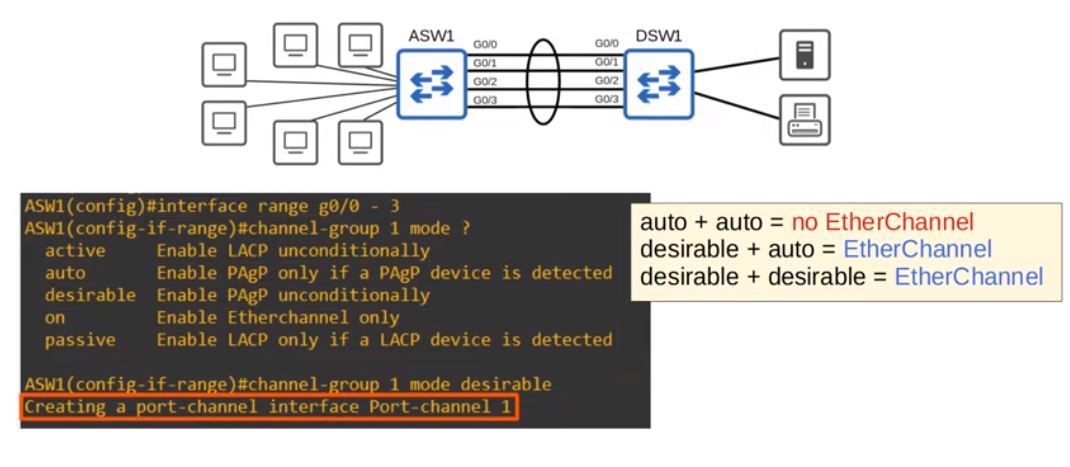 ASW1
DSW1
G0/0
G0/0
G0/1
G0/1
G0/2
G0/2
G0/3
G0/3
ASW1(config)#interface range g0/0 - 3
ASW1(config-if-range)#channel-group 1 mode ?
active Enable LACP unconditionally
auto Enable PAgP only if a PAgP device is detected
desirable Enable PAgP unconditionally
on Enable Etherchannel only
passive Enable LACP only if a LACP device is detected
ASW1(config-if-range)#channel-group 1 mode desirable
Creating a port-channel interface Port-channel 1
auto + auto = no EtherChannel
desirable + auto = EtherChannel
desirable + desirable = EtherChannel